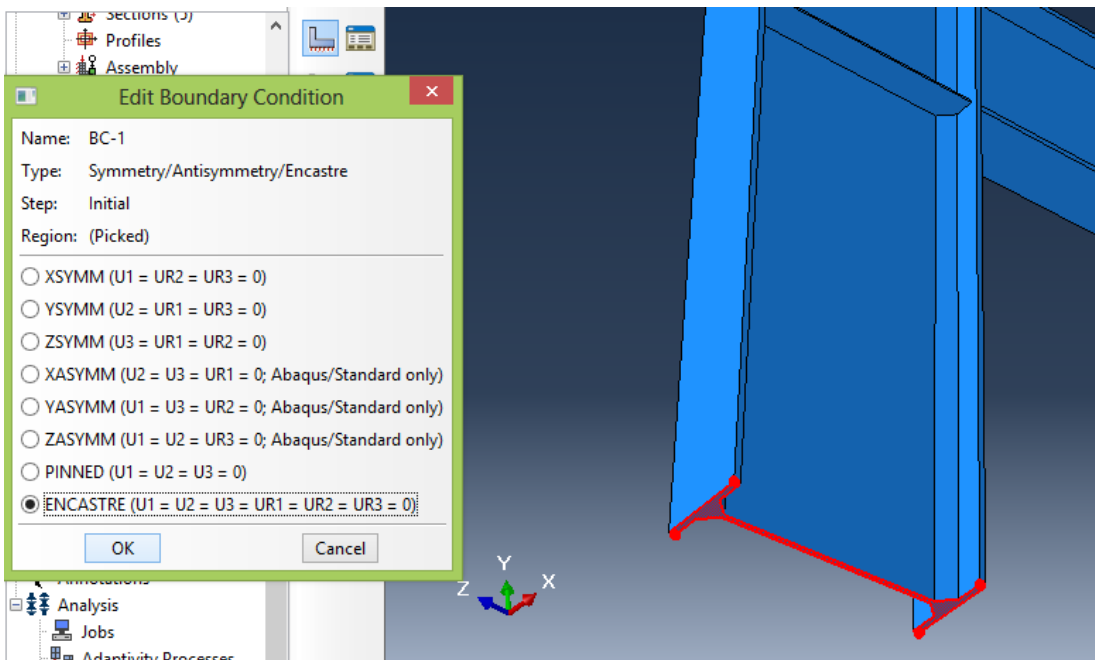 Sections (5)
Profiles
Assembly
Edit Boundary Condition
Name: BC-1
Type: Symmetry/Antisymmetry/Encastre
Step: Initial
Region: (Picked)
XSYMM (U1 = UR2 = UR3 = 0)
YSYMM (U2 = UR1 = UR3 = 0)
ZSYMM (U3 = UR1 = UR2 = 0)
XASYMM (U2 = U3 = UR1 = 0; Abaqus/Standard only)
YASYMM (U1 = U3 = UR2 = 0; Abaqus/Standard only)
ZASYMM (U1 = U2 = UR3 = 0; Abaqus/Standard only)
PINNED (U1 = U2 = U3 = 0)
ENCASTRE (U1 = U2 = U3 = UR1 = UR2 = UR3 = 0)
OK Cancel
Annotations
Analysis
Jobs
Adaptivity Processes
Y
Z X